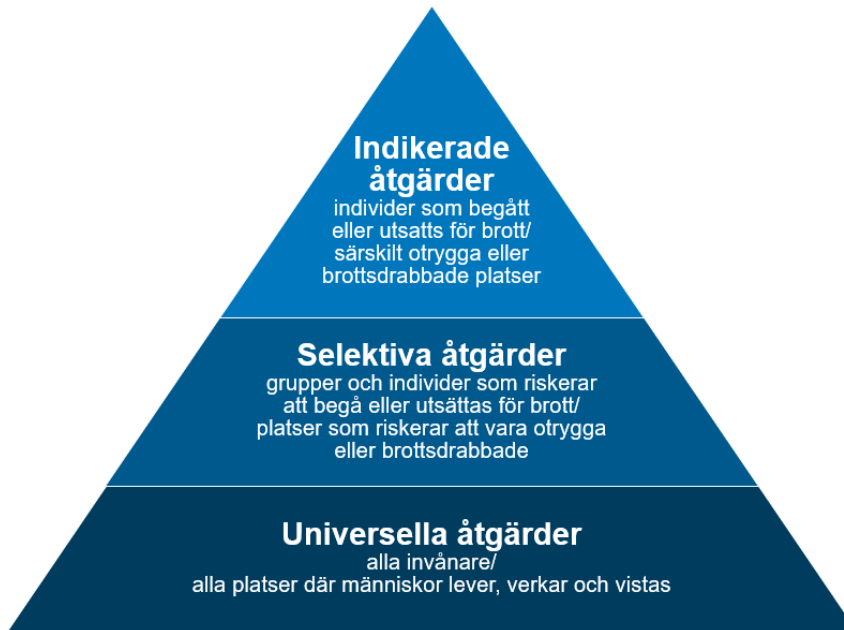 Indikerade
åtgärder
individer som begått
eller utsatts för brott/
särskilt otrygga eller
brottsdrabbade platser
Selektiva åtgärder
grupper och individer som riskerar
att begå eller utsättas för brott/
platser som riskerar att vara otrygga
eller brottsdrabbade
Universella åtgärder
alla invånare/
alla platser där människor lever, verkar och vistas